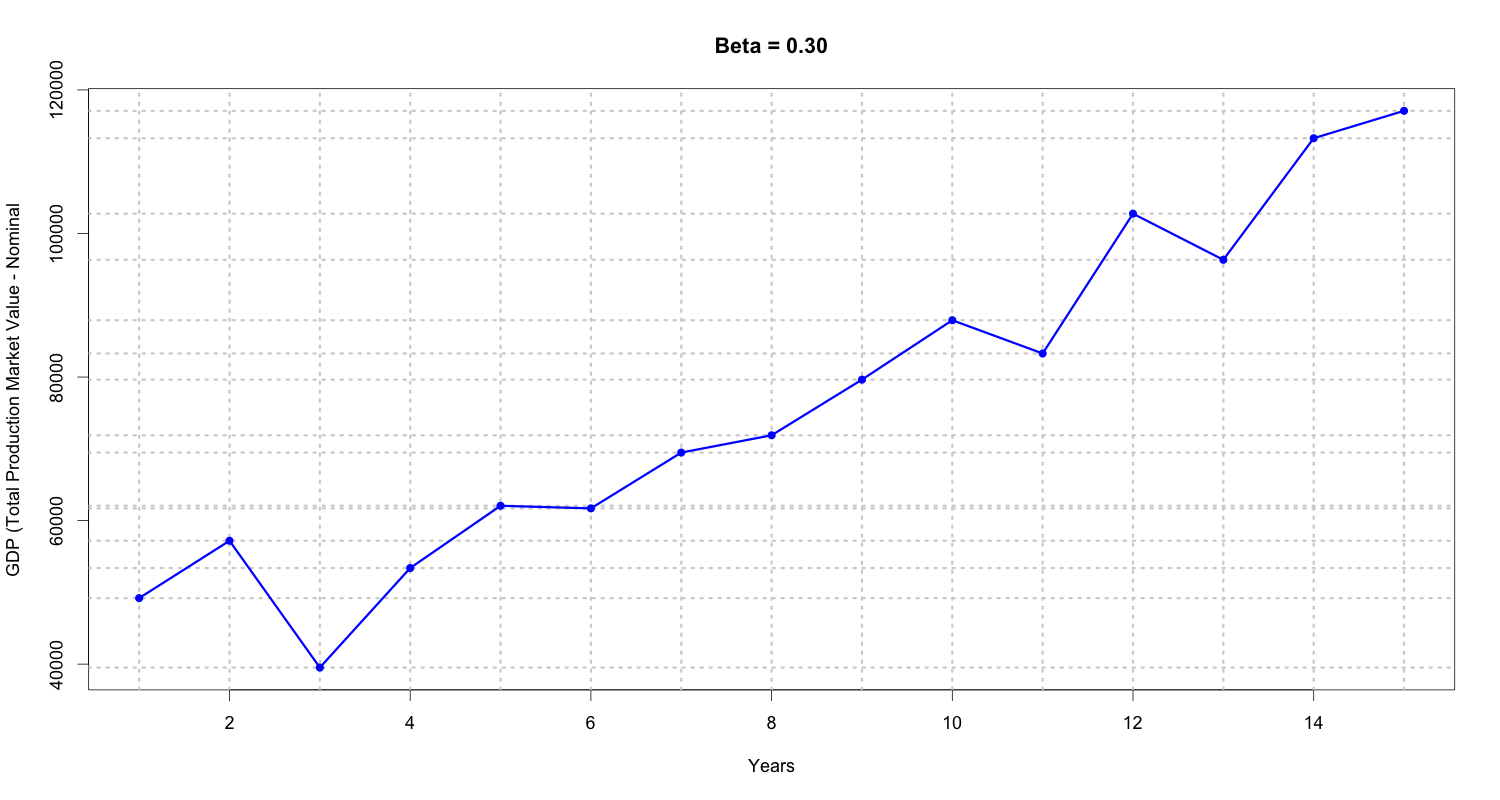 Beta = 0.30
GDP (Total Production Market Value - Nominal
120000
100000
80000
60000
40000
2 4 6 8 10 12 14
Years